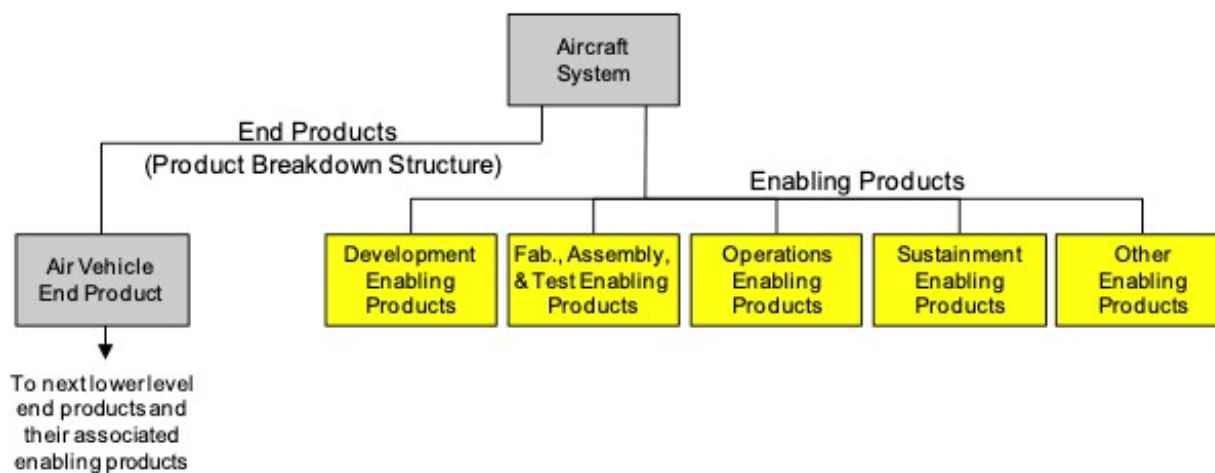 Aircraft
System
End Products
(Product Breakdown Structure)
Enabling Products
Air Vehicle
End Product
Development
Enabling
Products
Fab., Assembly,
& Test Enabling
Products
Operations
Enabling
Products
Sustainment
Enabling
Products
Other
Enabling
Products
To next lower level
end products and
their associated
enabling products